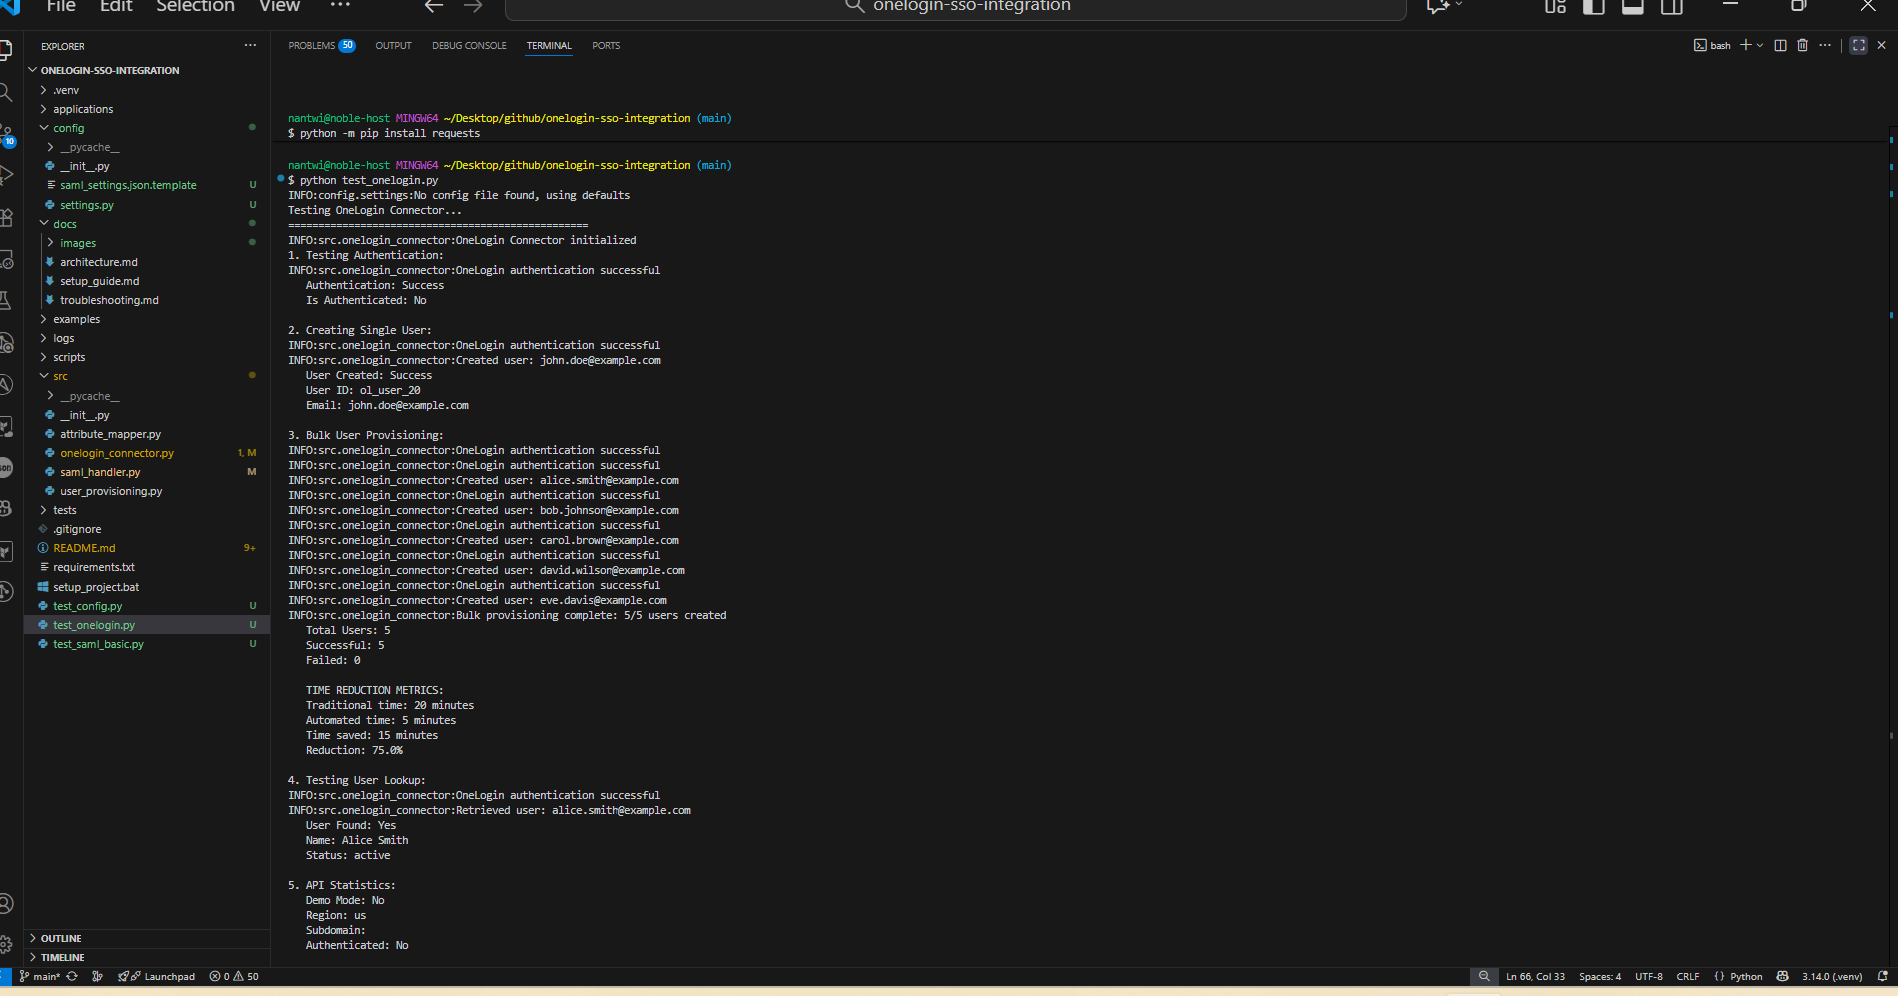 File Edit Selection View ···
onelogin-sso-integration
EXPLORER ···
ONELOGIN-SSO-INTEGRATION
.venv
applications
config
__pycache__
__init__.py
saml_settings.json.template U
settings.py U
docs
images
architecture.md
setup_guide.md
troubleshooting.md
examples
logs
scripts
src
__pycache__
__init__.py
attribute_mapper.py
onelogin_connector.py 1, M
saml_handler.py M
user_provisioning.py
tests
.gitignore
README.md 9+
requirements.txt
setup_project.bat
test_config.py U
test_onelogin.py U
test_saml_basic.py U
OUTLINE
TIMELINE
10
PROBLEMS 50 OUTPUT DEBUG CONSOLE TERMINAL PORTS
bash
nantwi@noble-host MINGW64 ~/Desktop/github/onelogin-sso-integration (main)
$ python -m pip install requests
nantwi@noble-host MINGW64 ~/Desktop/github/onelogin-sso-integration (main)
$ python test_onelogin.py
INFO:config.settings:No config file found, using defaults
Testing OneLogin Connector...
==================================================
INFO:src.onelogin_connector:OneLogin Connector initialized
1. Testing Authentication:
INFO:src.onelogin_connector:OneLogin authentication successful
Authentication: Success
Is Authenticated: No
2. Creating Single User:
INFO:src.onelogin_connector:OneLogin authentication successful
INFO:src.onelogin_connector:Created user: john.doe@example.com
User Created: Success
User ID: ol_user_20
Email: john.doe@example.com
3. Bulk User Provisioning:
INFO:src.onelogin_connector:OneLogin authentication successful
INFO:src.onelogin_connector:OneLogin authentication successful
INFO:src.onelogin_connector:Created user: alice.smith@example.com
INFO:src.onelogin_connector:OneLogin authentication successful
INFO:src.onelogin_connector:Created user: bob.johnson@example.com
INFO:src.onelogin_connector:OneLogin authentication successful
INFO:src.onelogin_connector:Created user: carol.brown@example.com
INFO:src.onelogin_connector:OneLogin authentication successful
INFO:src.onelogin_connector:Created user: david.wilson@example.com
INFO:src.onelogin_connector:OneLogin authentication successful
INFO:src.onelogin_connector:Created user: eve.davis@example.com
INFO:src.onelogin_connector:Bulk provisioning complete: 5/5 users created
Total Users: 5
Successful: 5
Failed: 0
TIME REDUCTION METRICS:
Traditional time: 20 minutes
Automated time: 5 minutes
Time saved: 15 minutes
Reduction: 75.0%
4. Testing User Lookup:
INFO:src.onelogin_connector:OneLogin authentication successful
INFO:src.onelogin_connector:Retrieved user: alice.smith@example.com
User Found: Yes
Name: Alice Smith
Status: active
5. API Statistics:
Demo Mode: No
Region: us
Subdomain:
Authenticated: No
main* Launchpad 0 50
Ln 66, Col 33 Spaces: 4 UTF-8 CRLF {} Python 3.14.0 (.venv)